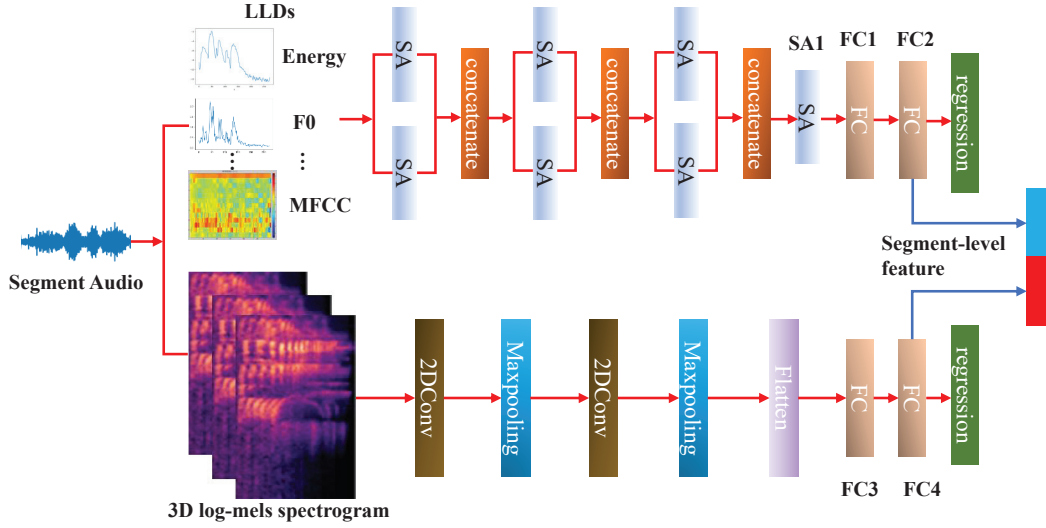 LLDs
Energy
F0
...
...
MFCC
Segment Audio
3D log-mels spectrogram
SA
SA
concatenate
SA
SA
concatenate
SA
SA
concatenate
SA1
SA
FC1
FC
FC2
FC
regression
Segment-level
feature
2DConv
Maxpooling
2DConv
Maxpooling
Flatten
FC
FC3
FC
FC4
regression